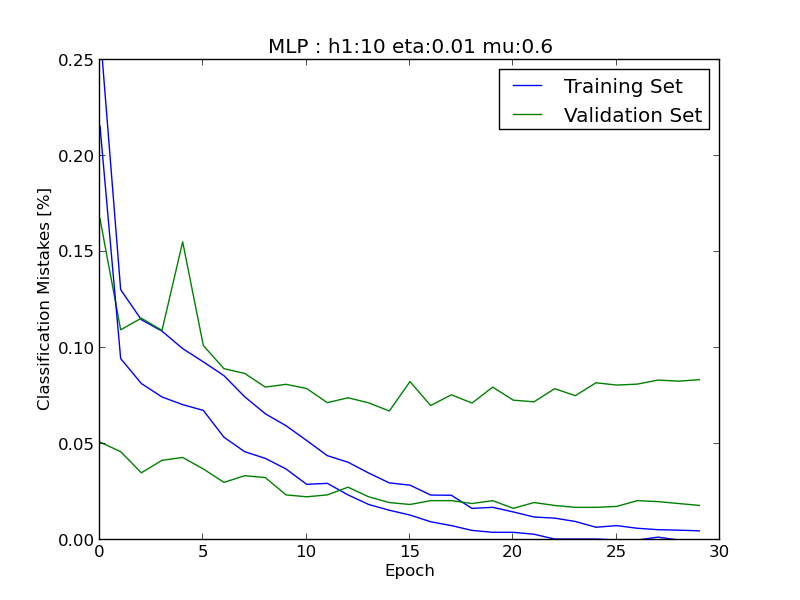 MLP : h1:10 eta:0.01 mu:0.6
0.25
0.20
0.15
0.10
0.05
0.00
Classification Mistakes [%]
Training Set
Validation Set
0 5 10 15 20 25 30
Epoch